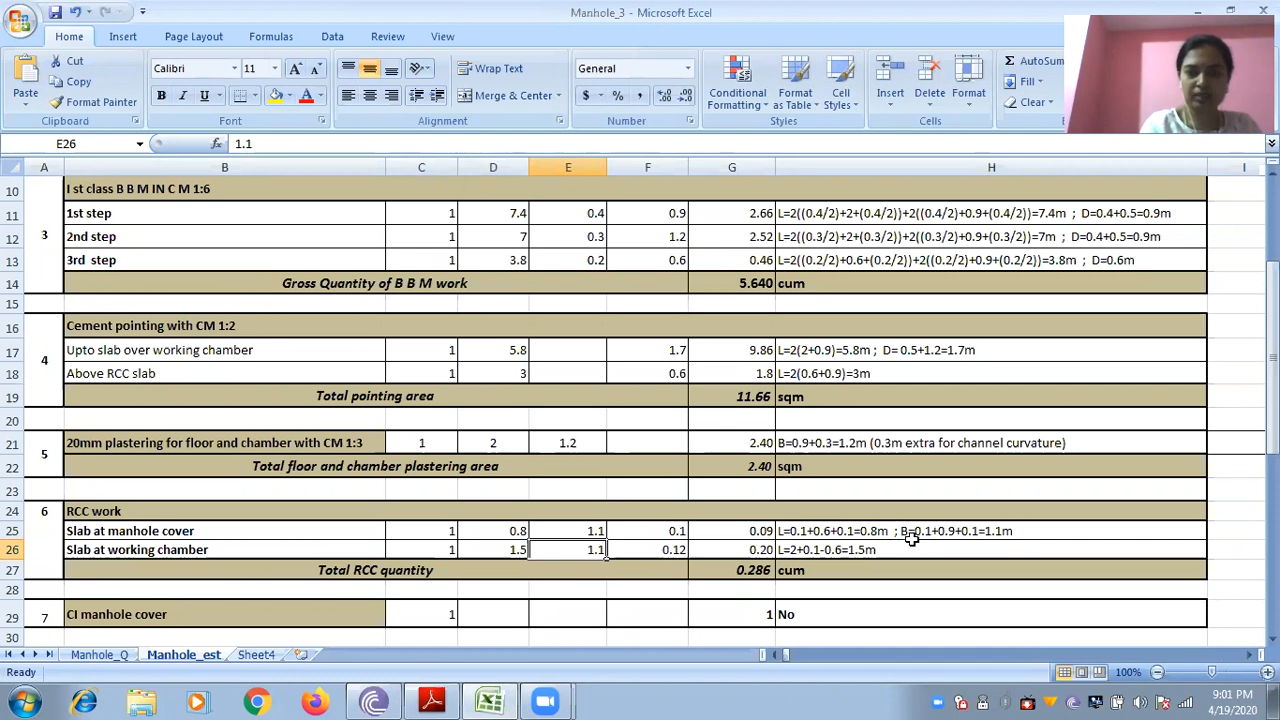 Manhole_3 - Microsoft Excel
Home Insert Page Layout Formulas Data Review View
Paste Cut Copy Format Painter Clipboard
Calibri 11 A A B I U A Font
Wrap Text Merge & Center Alignment
General $ % , Number
Conditional Formatting Format as Table Cell Styles Styles
Insert Delete Format Cells
AutoSum Fill Clear
E26 fx 1.1
A B C D E F G H I
10 I st class B B M IN C M 1:6
11 1st step 1 7.4 0.4 0.9 2.66 L=2((0.4/2)+2+(0.4/2))+2((0.4/2)+0.9+(0.4/2))=7.4m ; D=0.4+0.5=0.9m
3
12 2nd step 1 7 0.3 1.2 2.52 L=2((0.3/2)+2+(0.3/2))+2((0.3/2)+0.9+(0.3/2))=7m ; D=0.4+0.5=0.9m
13 3rd step 1 3.8 0.2 0.6 0.46 L=2((0.2/2)+0.6+(0.2/2))+2((0.2/2)+0.9+(0.2/2))=3.8m ; D=0.6m
14 Gross Quantity of B B M work 5.640 cum
15
16 Cement pointing with CM 1:2
17 Upto slab over working chamber 1 5.8 1.7 9.86 L=2(2+0.9)=5.8m ; D= 0.5+1.2=1.7m
4
18 Above RCC slab 1 3 0.6 1.8 L=2(0.6+0.9)=3m
19 Total pointing area 11.66 sqm
20
21 20mm plastering for floor and chamber with CM 1:3 1 2 1.2 2.40 B=0.9+0.3=1.2m (0.3m extra for channel curvature)
5
22 Total floor and chamber plastering area 2.40 sqm
23
24 6 RCC work
25 Slab at manhole cover 1 0.8 1.1 0.1 0.09 L=0.1+0.6+0.1=0.8m ; B=0.1+0.9+0.1=1.1m
26 Slab at working chamber 1 1.5 1.1 0.12 0.20 L=2+0.1-0.6=1.5m
27 Total RCC quantity 0.286 cum
28
29 7 CI manhole cover 1 1 No
30
Manhole_Q Manhole_est Sheet4
Ready 100%
9:01 PM
4/19/2020